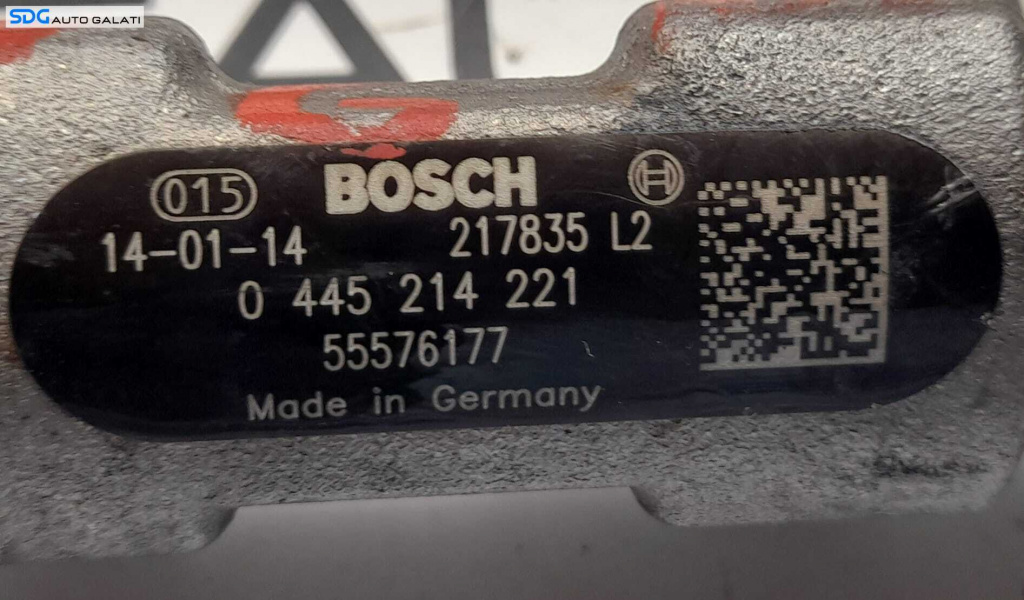 SDG AUTO GALATI
015
BOSCH
14-01-14
217835 L2
0 445 214 221
55576177
Made in Germany